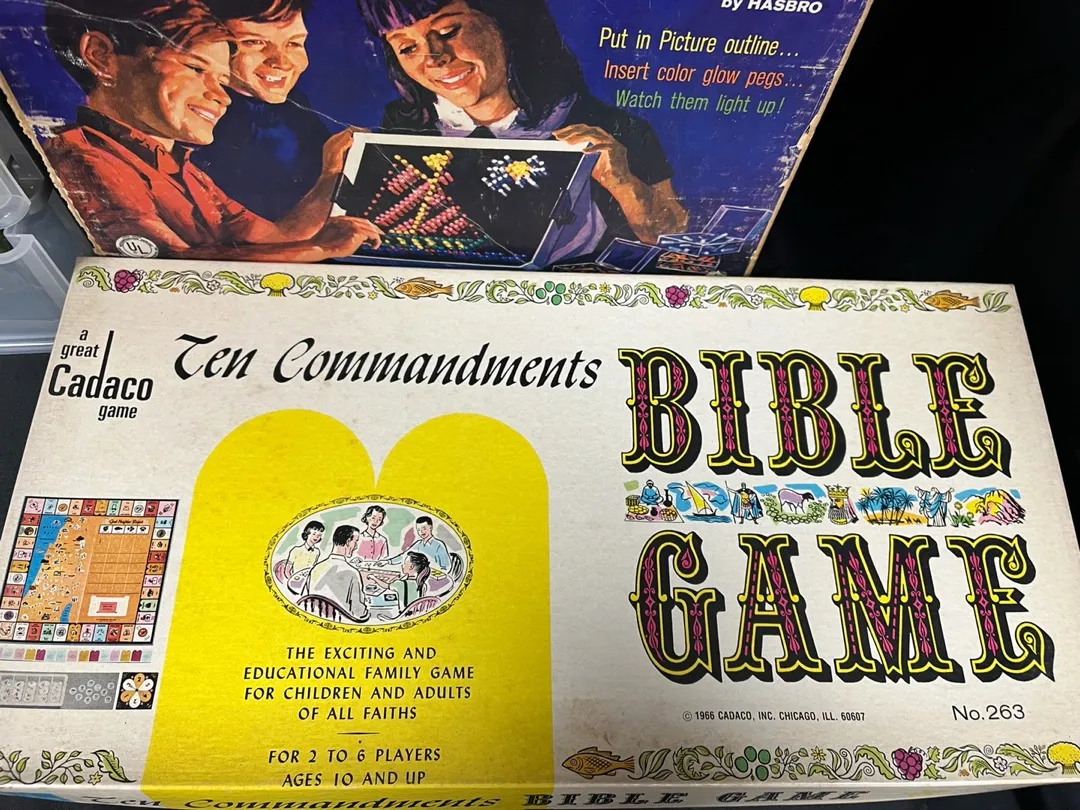 by HASBRO
Put in Picture outline...
Insert color glow pegs...
Watch them light up!
UL
a
great
Cadaco
game
Ten Commandments
BIBLE
GAME
THE EXCITING AND
EDUCATIONAL FAMILY GAME
FOR CHILDREN AND ADULTS
OF ALL FAITHS
FOR 2 TO 6 PLAYERS
AGES 10 AND UP
© 1966 CADACO, INC. CHICAGO, ILL. 60607
No. 263
Ten Commandments BIBLE GAME